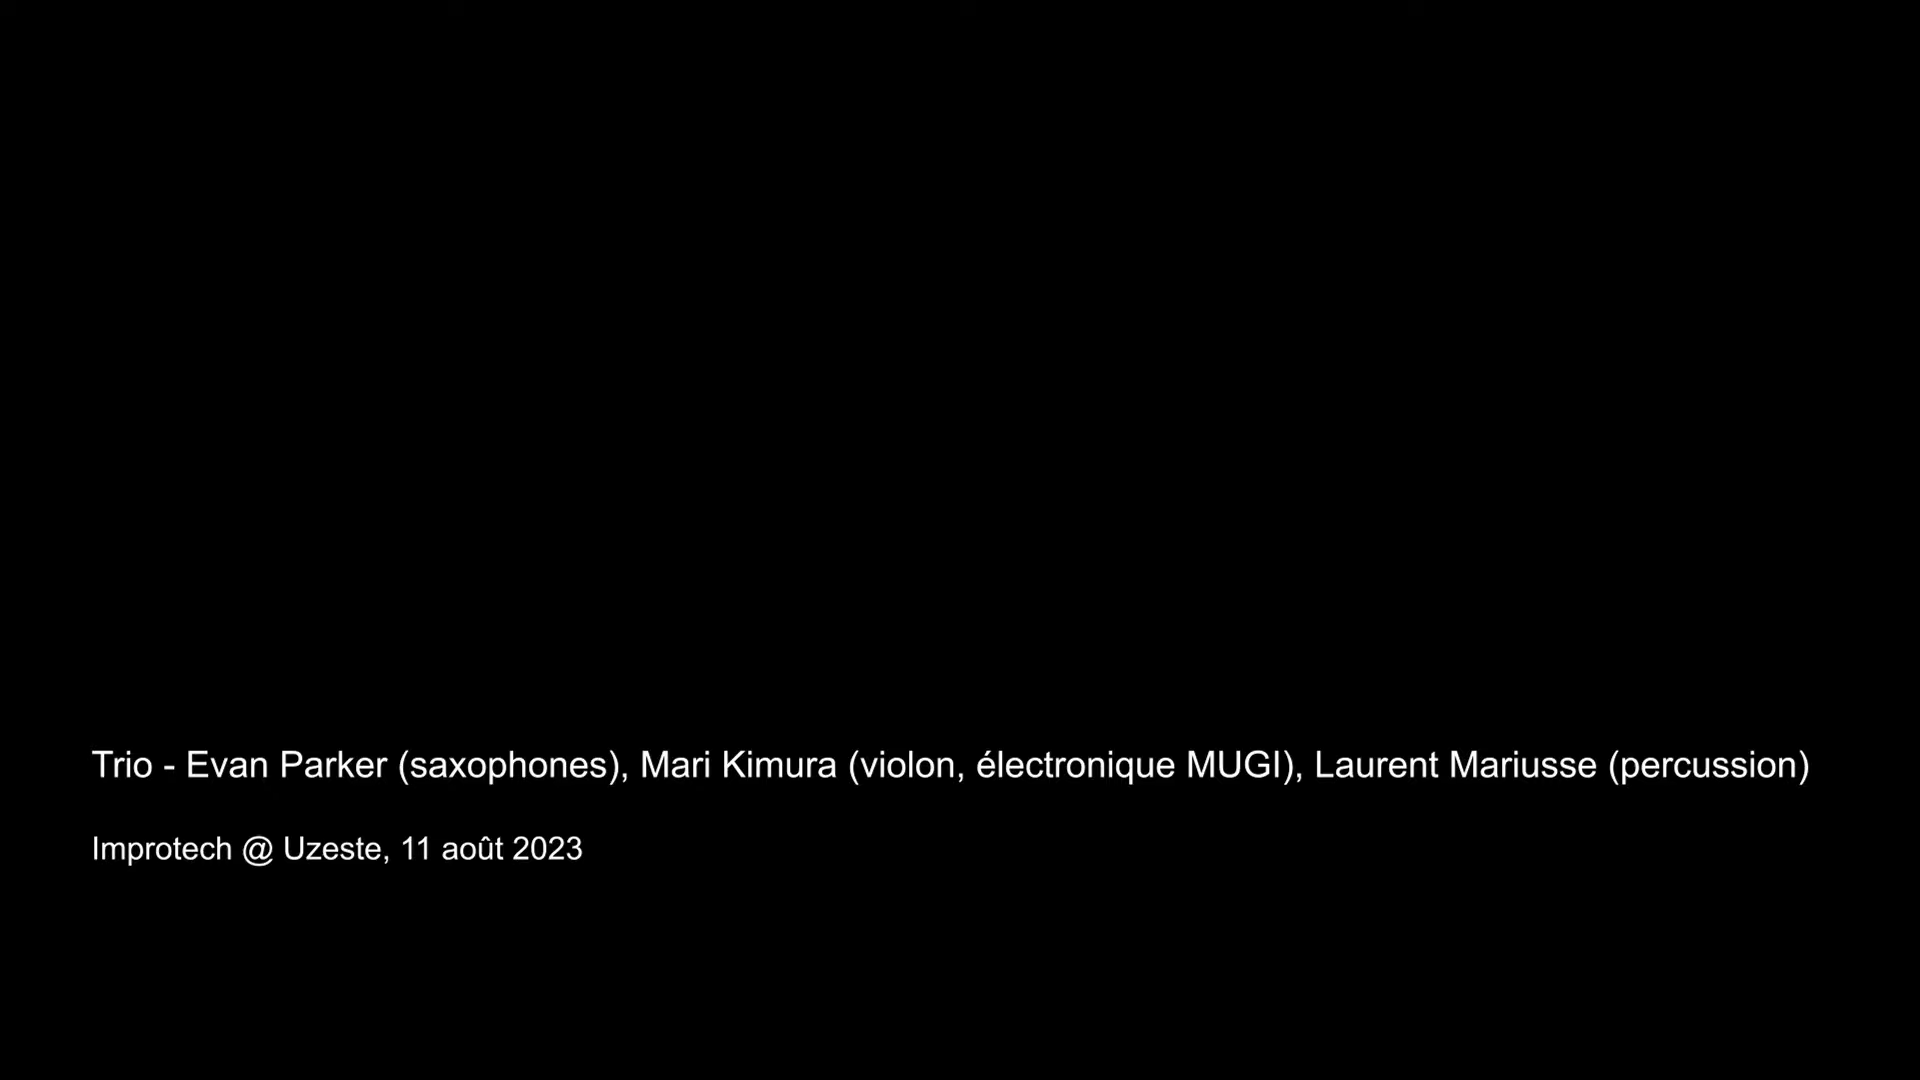 Trio - Evan Parker (saxophones), Mari Kimura (violon, électronique MUGI), Laurent Mariusse (percussion)
Improtech @ Uzeste, 11 août 2023